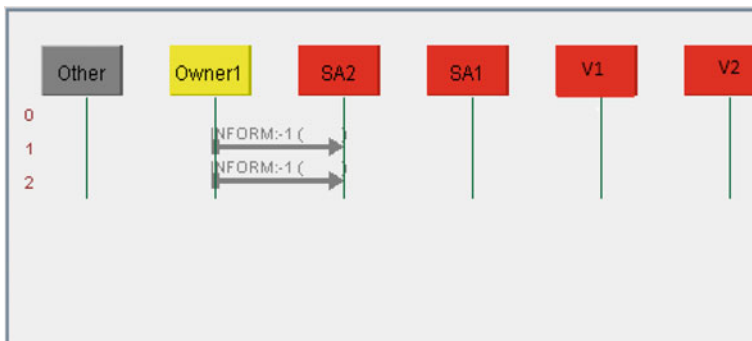 Other Owner1 SA2 SA1 V1 V2
0
INFORM:-1 ( )
1
INFORM:-1 ( )
2